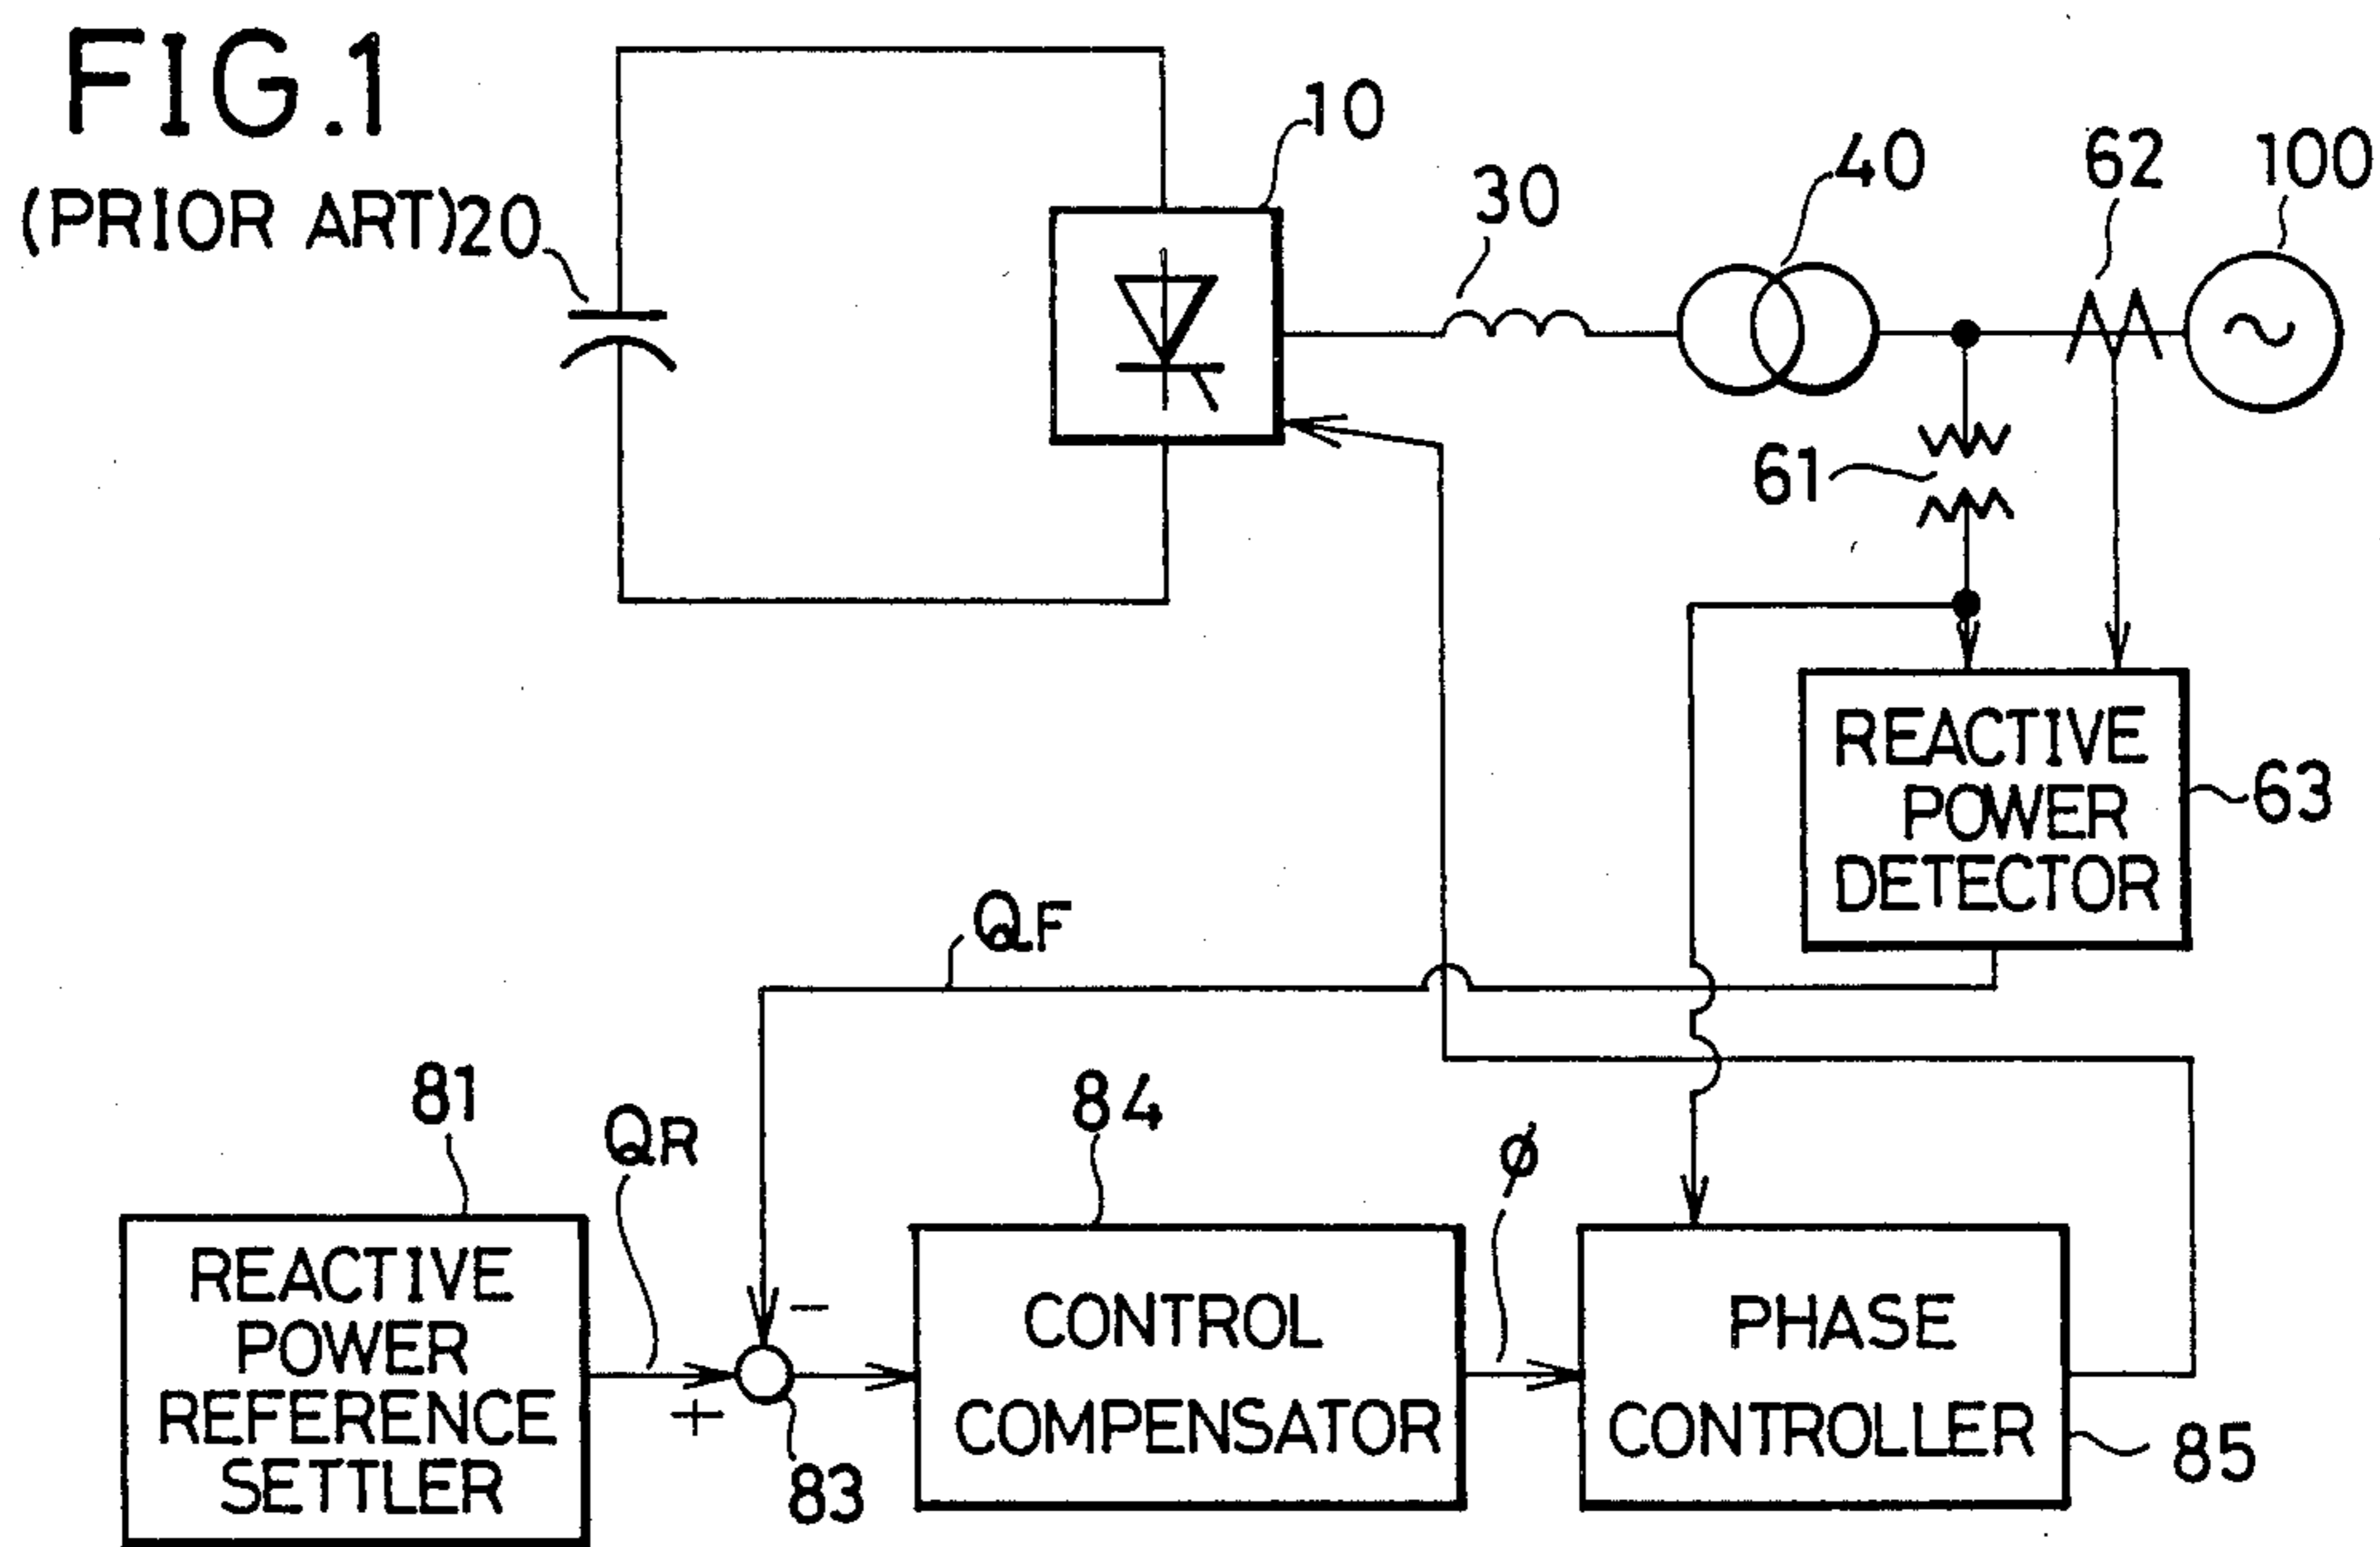 FIG.1
(PRIOR ART)
20
10
30
40
62
100
61
REACTIVE
POWER
DETECTOR
63
QF
81
QR
84
ø
85
83
−
+
REACTIVE
POWER
REFERENCE
SETTLER
CONTROL
COMPENSATOR
PHASE
CONTROLLER